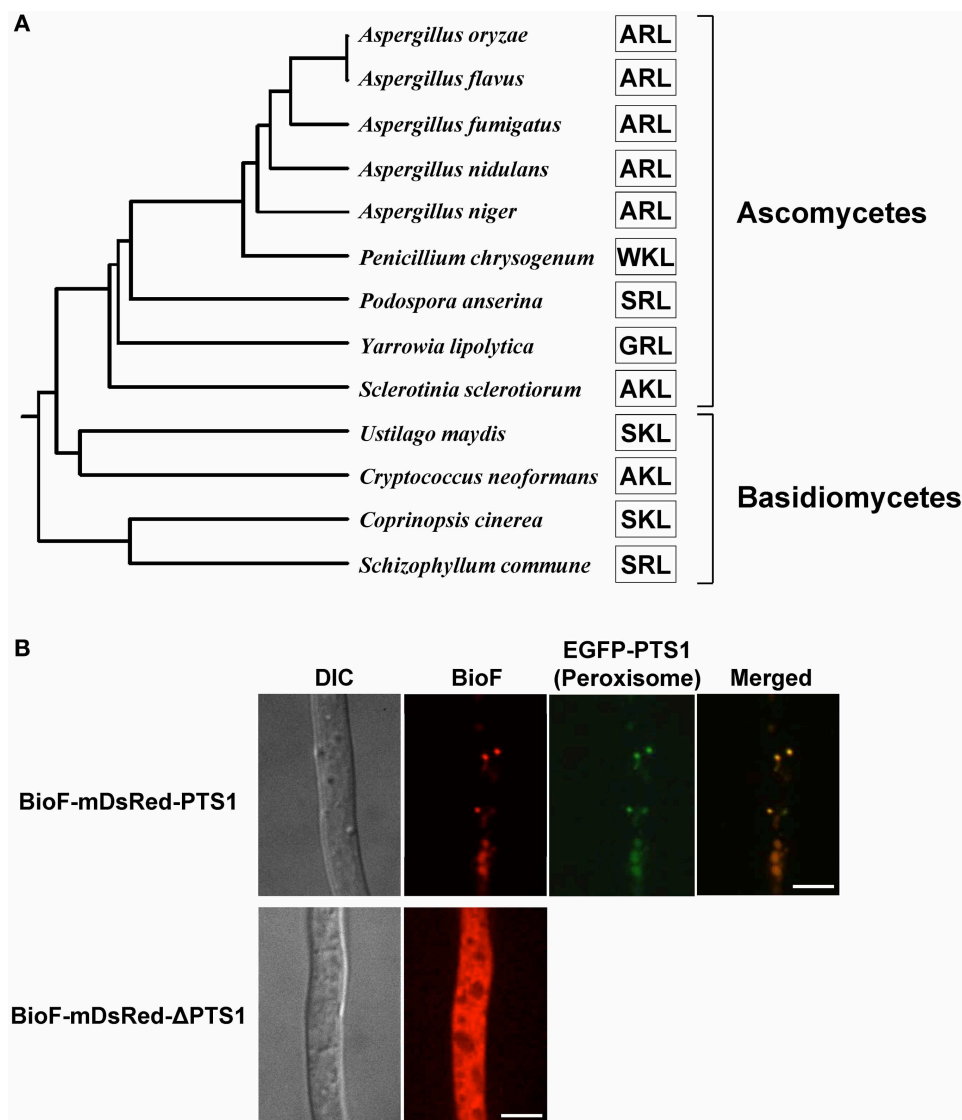 A
Aspergillus oryzae ARL
Aspergillus flavus ARL
Aspergillus fumigatus ARL
Aspergillus nidulans ARL
Aspergillus niger ARL
Penicillium chrysogenum WKL
Podospora anserina SRL
Yarrowia lipolytica GRL
Sclerotinia sclerotiorum AKL
Ascomycetes
Ustilago maydis SKL
Cryptococcus neoformans AKL
Coprinopsis cinerea SKL
Schizophyllum commune SRL
Basidiomycetes
B
DIC BioF EGFP-PTS1 (Peroxisome) Merged
BioF-mDsRed-PTS1
BioF-mDsRed-ΔPTS1